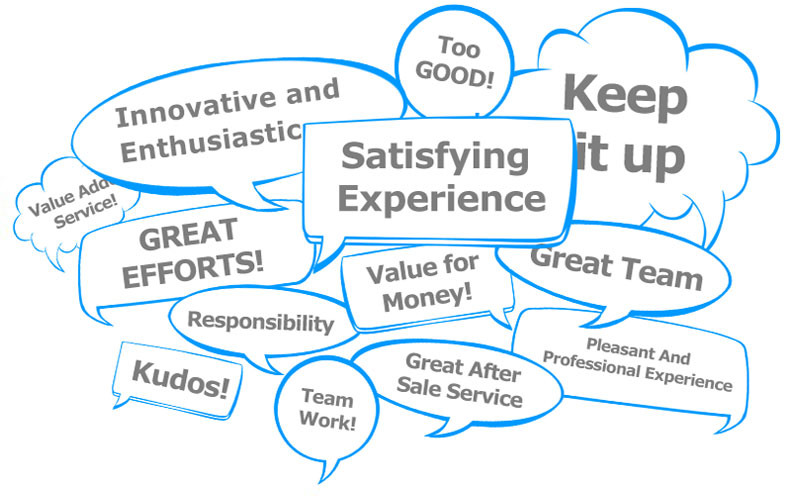 Too
GOOD!
Keep
it up
Innovative and
Enthusiastic
Satisfying
Experience
Value Adde
Service!
GREAT
EFFORTS!
Value for
Money!
Great Team
Responsibility
Pleasant And
Professional Experience
Kudos!
Great After
Sale Service
Team
Work!